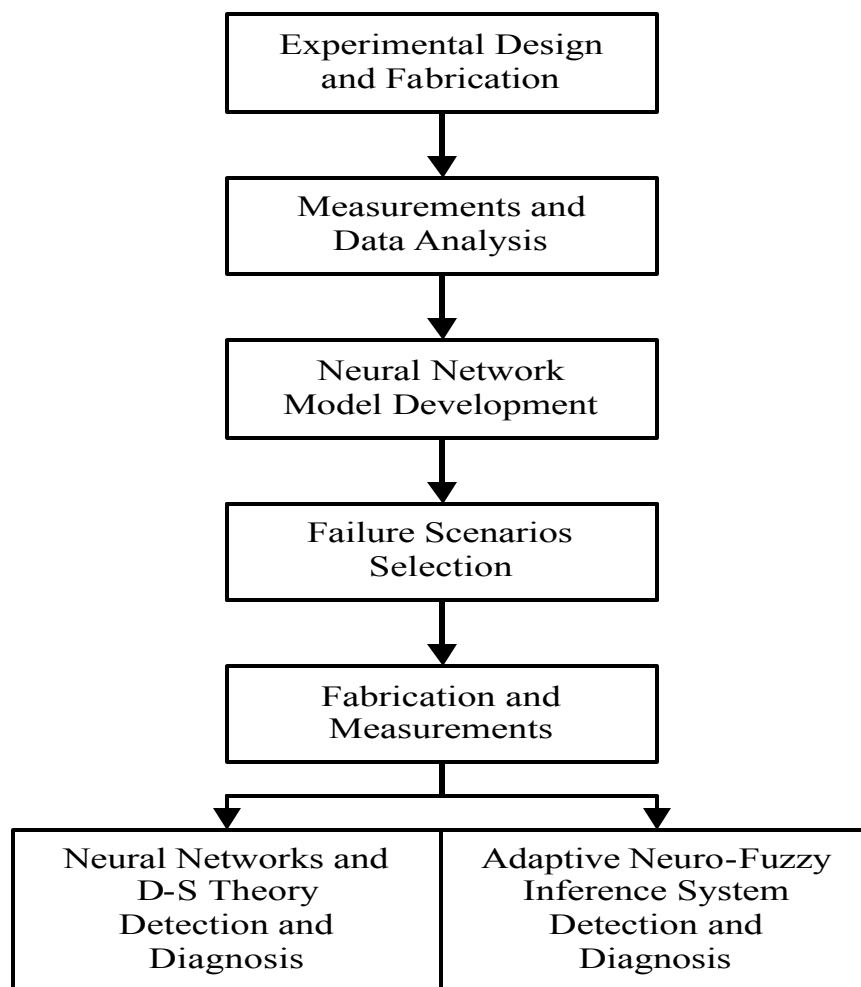 Experimental Design
and Fabrication
Measurements and
Data Analysis
Neural Network
Model Development
Failure Scenarios
Selection
Fabrication and
Measurements
Neural Networks and
D-S Theory
Detection and
Diagnosis
Adaptive Neuro-Fuzzy
Inference System
Detection and
Diagnosis